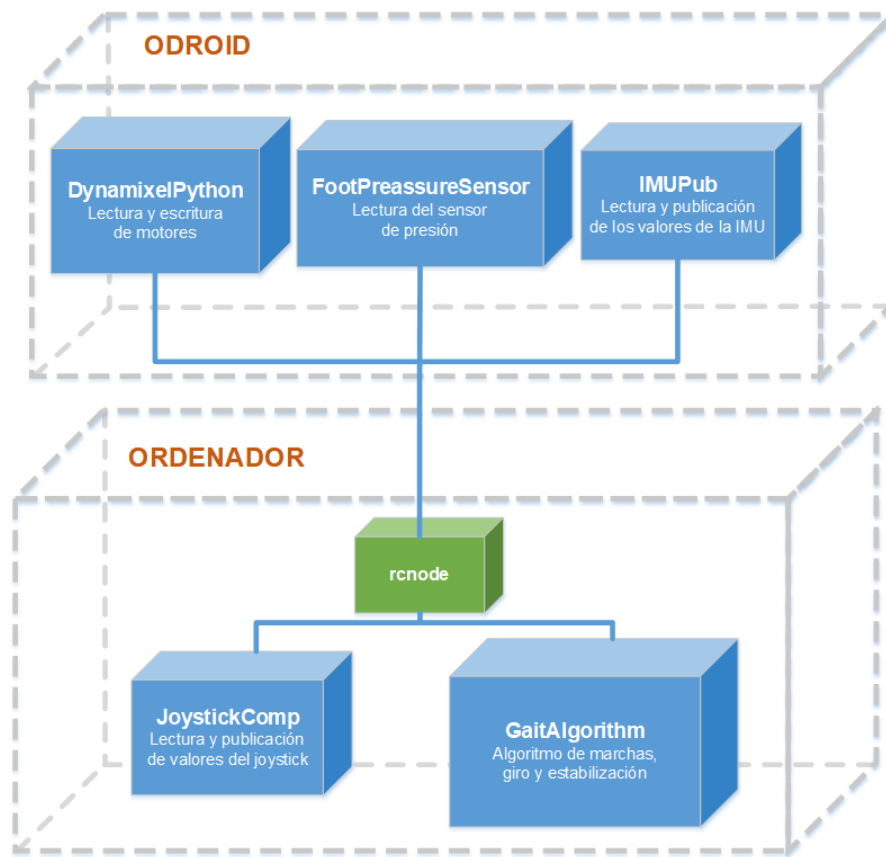 ODROID
DynamixelPython
Lectura y escritura
de motores
FootPreassureSensor
Lectura del sensor
de presión
IMUPub
Lectura y publicación
de los valores de la IMU
ORDENADOR
rcnode
JoystickComp
Lectura y publicación
de valores del joystick
GaitAlgorithm
Algoritmo de marchas,
giro y estabilización